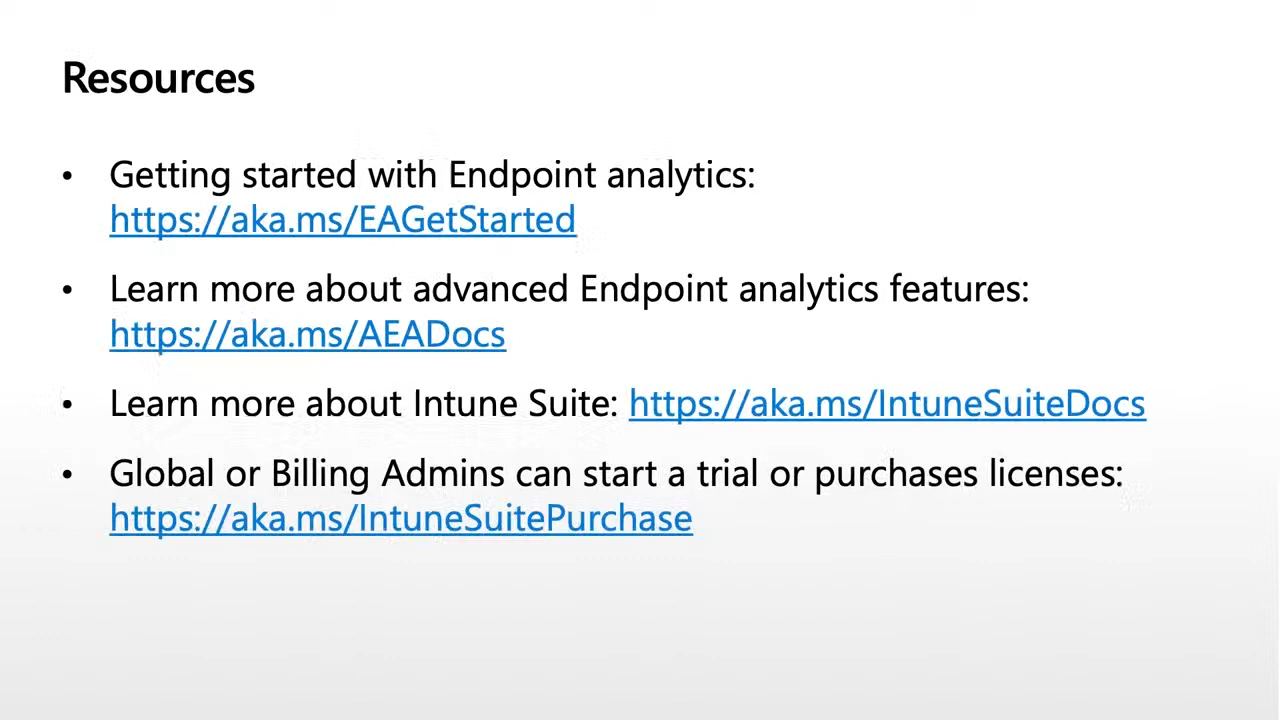 Resources
• Getting started with Endpoint analytics:
https://aka.ms/EAGetStarted
• Learn more about advanced Endpoint analytics features:
https://aka.ms/AEADocs
• Learn more about Intune Suite: https://aka.ms/IntuneSuiteDocs
• Global or Billing Admins can start a trial or purchases licenses:
https://aka.ms/IntuneSuitePurchase